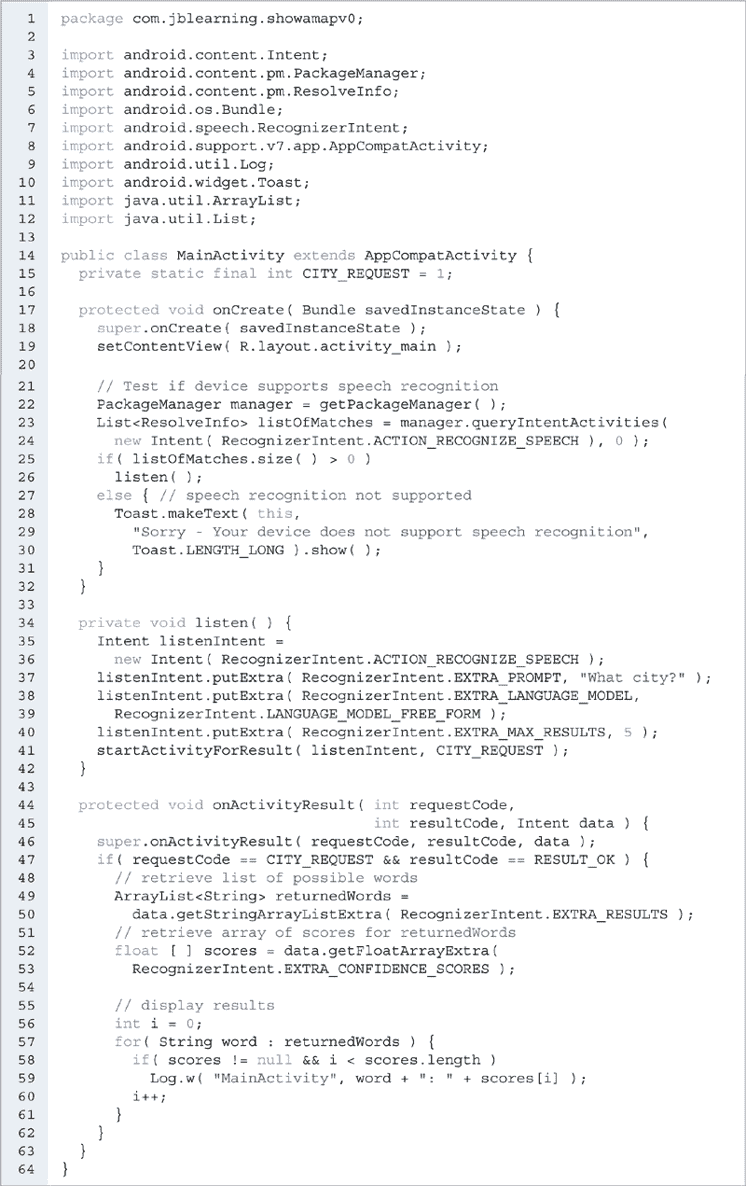 1 package com.jblearning.showamapv0;
2
3 import android.content.Intent;
4 import android.content.pm.PackageManager;
5 import android.content.pm.ResolveInfo;
6 import android.os.Bundle;
7 import android.speech.RecognizerIntent;
8 import android.support.v7.app.AppCompatActivity;
9 import android.util.Log;
10 import android.widget.Toast;
11 import java.util.ArrayList;
12 import java.util.List;
13
14 public class MainActivity extends AppCompatActivity {
15   private static final int CITY_REQUEST = 1;
16
17   protected void onCreate( Bundle savedInstanceState ) {
18     super.onCreate( savedInstanceState );
19     setContentView( R.layout.activity_main );
20
21     // Test if device supports speech recognition
22     PackageManager manager = getPackageManager( );
23     List<ResolveInfo> listOfMatches = manager.queryIntentActivities(
24       new Intent( RecognizerIntent.ACTION_RECOGNIZE_SPEECH ), 0 );
25     if( listOfMatches.size( ) > 0 )
26       listen( );
27     else { // speech recognition not supported
28       Toast.makeText( this,
29         "Sorry - Your device does not support speech recognition",
30         Toast.LENGTH_LONG ).show( );
31     }
32   }
33
34   private void listen( ) {
35     Intent listenIntent =
36       new Intent( RecognizerIntent.ACTION_RECOGNIZE_SPEECH );
37     listenIntent.putExtra( RecognizerIntent.EXTRA_PROMPT, "What city?" );
38     listenIntent.putExtra( RecognizerIntent.EXTRA_LANGUAGE_MODEL,
39       RecognizerIntent.LANGUAGE_MODEL_FREE_FORM );
40     listenIntent.putExtra( RecognizerIntent.EXTRA_MAX_RESULTS, 5 );
41     startActivityForResult( listenIntent, CITY_REQUEST );
42   }
43
44   protected void onActivityResult( int requestCode,
45                                    int resultCode, Intent data ) {
46     super.onActivityResult( requestCode, resultCode, data );
47     if( requestCode == CITY_REQUEST && resultCode == RESULT_OK ) {
48       // retrieve list of possible words
49       ArrayList<String> returnedWords =
50         data.getStringArrayListExtra( RecognizerIntent.EXTRA_RESULTS );
51       // retrieve array of scores for returnedWords
52       float [ ] scores = data.getFloatArrayExtra(
53         RecognizerIntent.EXTRA_CONFIDENCE_SCORES );
54
55       // display results
56       int i = 0;
57       for( String word : returnedWords ) {
58         if( scores != null && i < scores.length )
59           Log.w( "MainActivity", word + ": " + scores[i] );
60         i++;
61       }
62     }
63   }
64 }